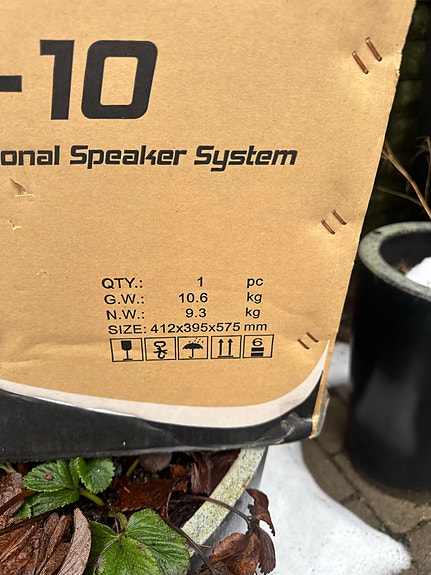 -10
onal Speaker System
QTY.: 1 pc
G.W.: 10.6 kg
N.W.: 9.3 kg
SIZE: 412x395x575 mm
6